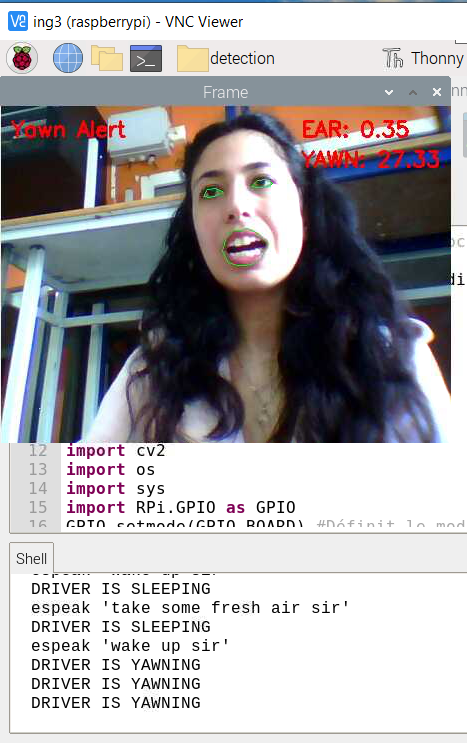 ing3 (raspberrypi) - VNC Viewer
detection
Th Thonny
Frame
Yawn Alert
EAR: 0.35
YAWN: 27.33
di
12 import cv2
13 import os
14 import sys
15 import RPi.GPIO as GPIO
16 GPIO.setmode(GPIO.BOARD) #Définit le mod
Shell
espeak 'wake up sir'
DRIVER IS SLEEPING
espeak 'take some fresh air sir'
DRIVER IS SLEEPING
espeak 'wake up sir'
DRIVER IS YAWNING
DRIVER IS YAWNING
DRIVER IS YAWNING